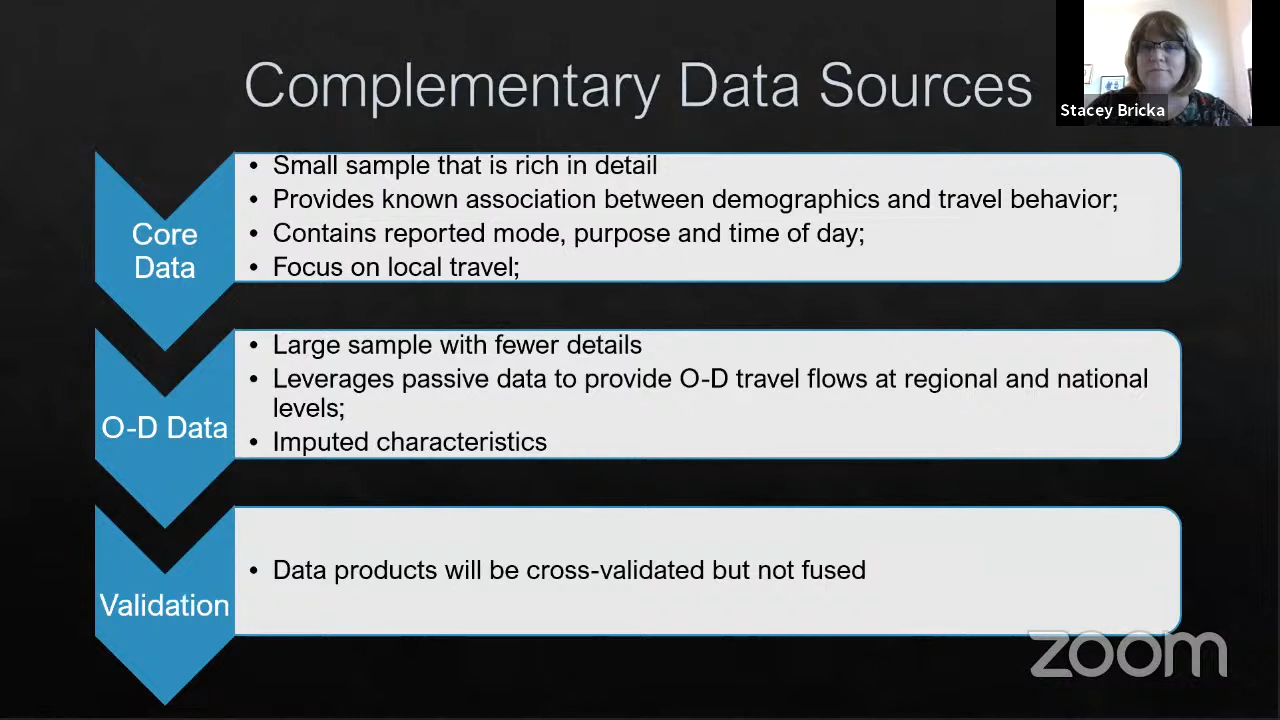 Complementary Data Sources
Stacey Bricka
Core
Data
• Small sample that is rich in detail
• Provides known association between demographics and travel behavior;
• Contains reported mode, purpose and time of day;
• Focus on local travel;
O-D Data
• Large sample with fewer details
• Leverages passive data to provide O-D travel flows at regional and national
levels;
• Imputed characteristics
Validation
• Data products will be cross-validated but not fused
zoom